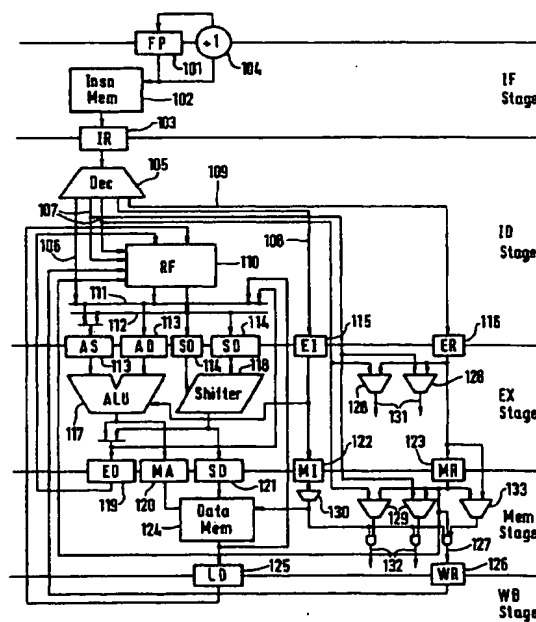 FP
+1
101
104
Insn
Mem
102
IF
Stage
IR
103
Dec
105
109
107
106
108
RF
110
ID
Stage
111
112
113
114
AS
AO
SO
SO
EI
115
ER
116
113
114
118
ALU
Shifter
117
128
128
131
EX
Stage
EO
MA
SD
MI
122
123
MR
119
120
121
130
129
133
Data
Mem
124
Mem
Stage
127
132
LD
125
WR
126
WB
Stage